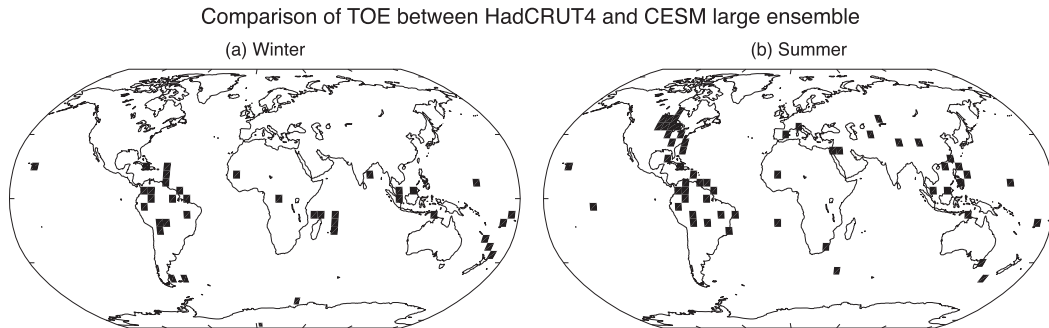 Comparison of TOE between HadCRUT4 and CESM large ensemble
(a) Winter
(b) Summer